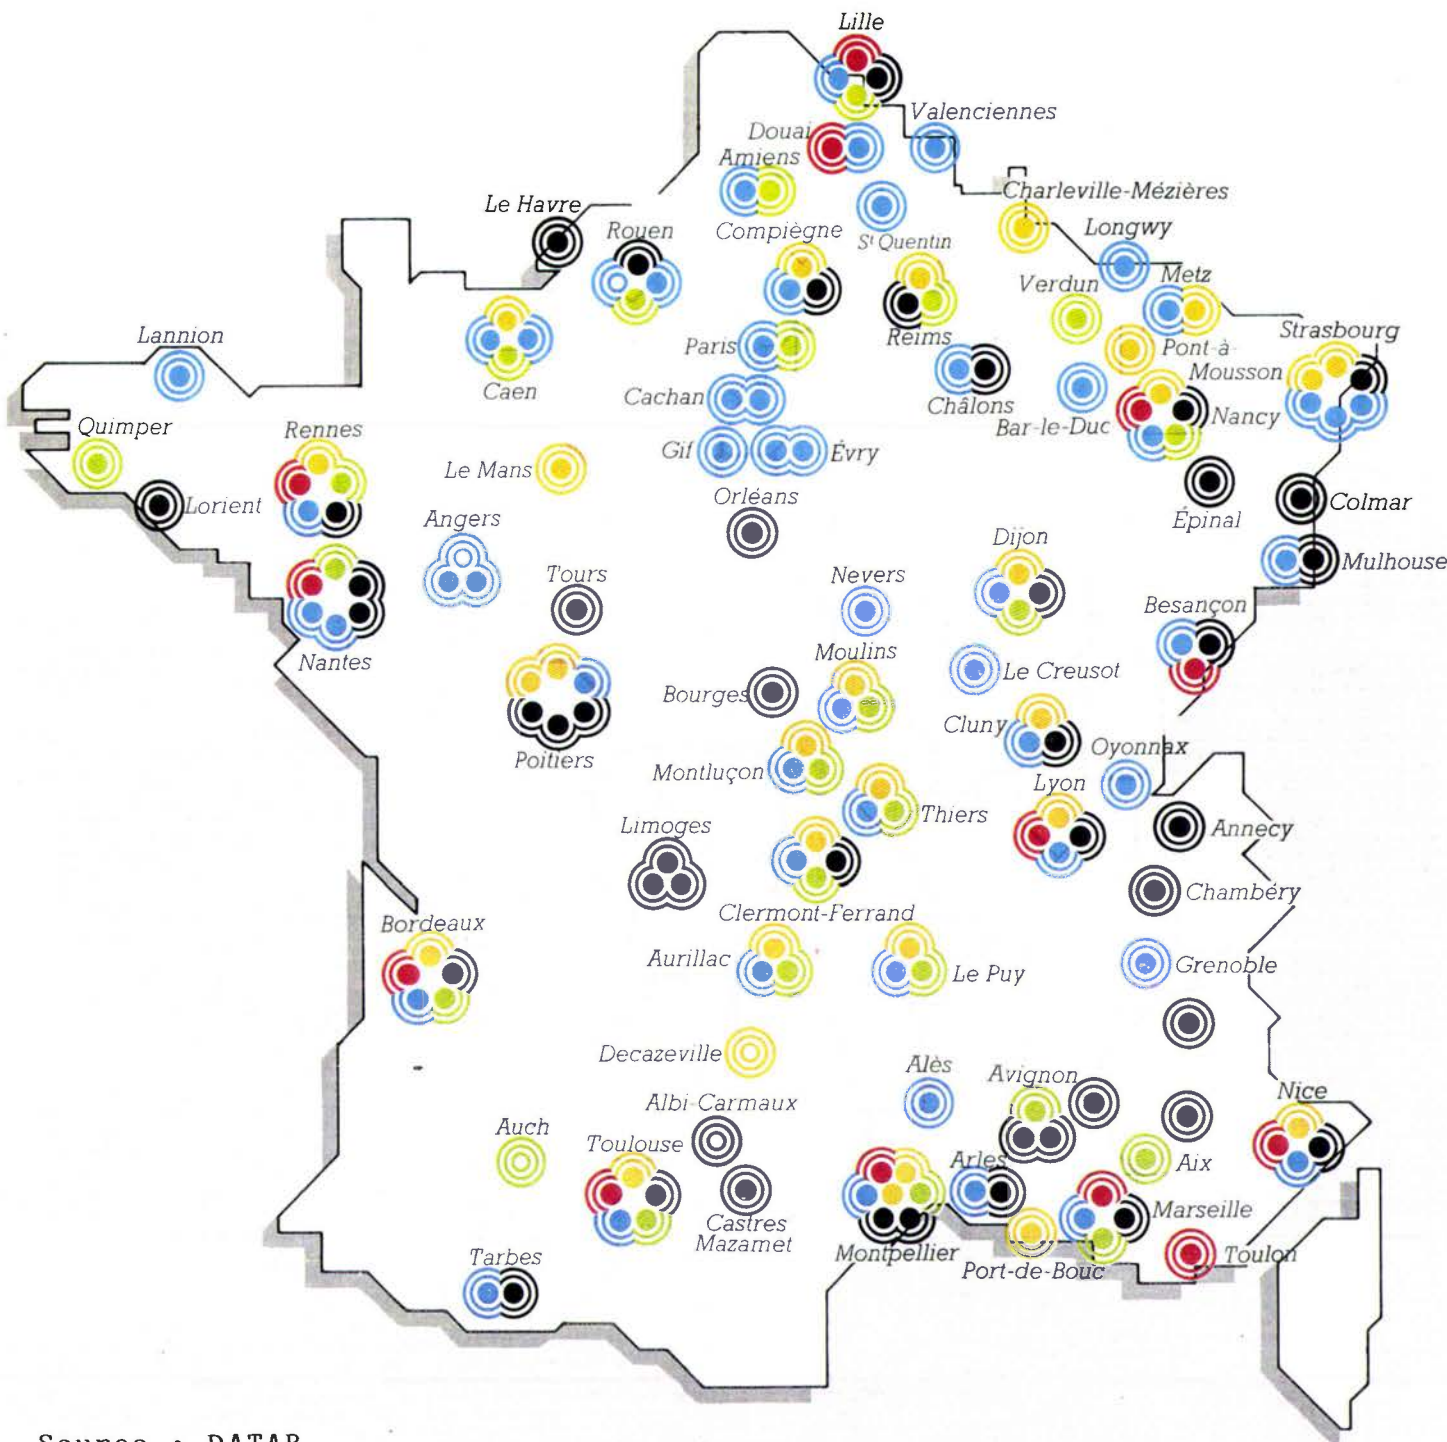 Lille
Valenciennes
Douai
Amiens
Charleville-Mézières
Le Havre
Rouen
Compiègne
St Quentin
Longwy
Metz
Verdun
Lannion
Paris
Reims
Strasbourg
Pont-à-
Mousson
Caen
Cachan
Châlons
Bar-le-Duc
Nancy
Quimper
Rennes
Le Mans
Gif
Évry
Lorient
Orléans
Épinal
Colmar
Angers
Dijon
Mulhouse
Tours
Nevers
Besançon
Nantes
Moulins
Le Creusot
Bourges
Cluny
Poitiers
Oyonnax
Montluçon
Lyon
Thiers
Limoges
Annecy
Chambéry
Clermont-Ferrand
Bordeaux
Aurillac
Le Puy
Grenoble
Decazeville
Alès
Avignon
Nice
Albi-Carmaux
Auch
Toulouse
Arles
Aix
Castres
Mazamet
Marseille
Montpellier
Toulon
Tarbes
Port-de-Bouc
Source : DATAR